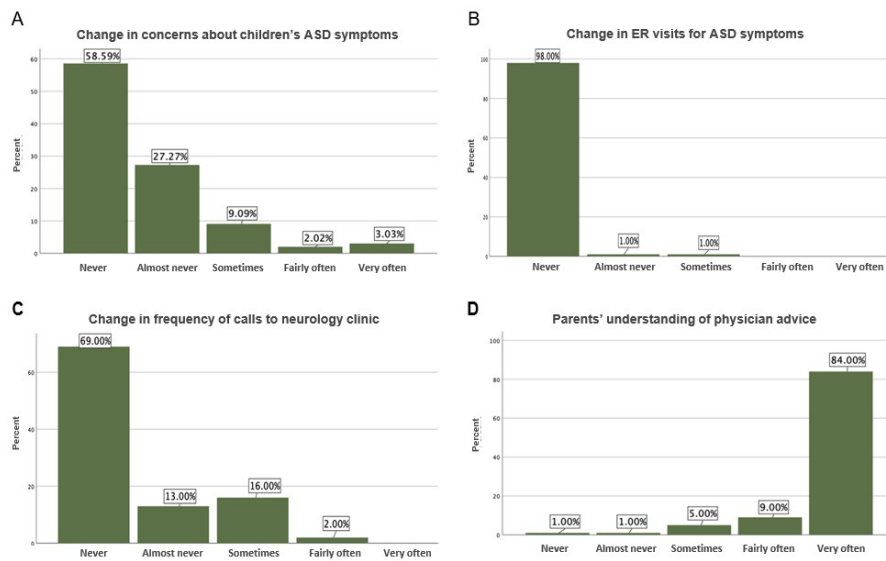 A
Change in concerns about children's ASD symptoms
Percent
60
50
40
30
20
10
0
58.59%
27.27%
9.09%
2.02%
3.03%
Never Almost never Sometimes Fairly often Very often
B
Change in ER visits for ASD symptoms
Percent
100
80
60
40
20
0
98.00%
1.00%
1.00%
Never Almost never Sometimes Fairly often Very often
C
Change in frequency of calls to neurology clinic
Percent
60
40
20
0
69.00%
13.00%
16.00%
2.00%
Never Almost never Sometimes Fairly often Very often
D
Parents' understanding of physician advice
Percent
100
80
60
40
20
0
1.00%
1.00%
5.00%
9.00%
84.00%
Never Almost never Sometimes Fairly often Very often